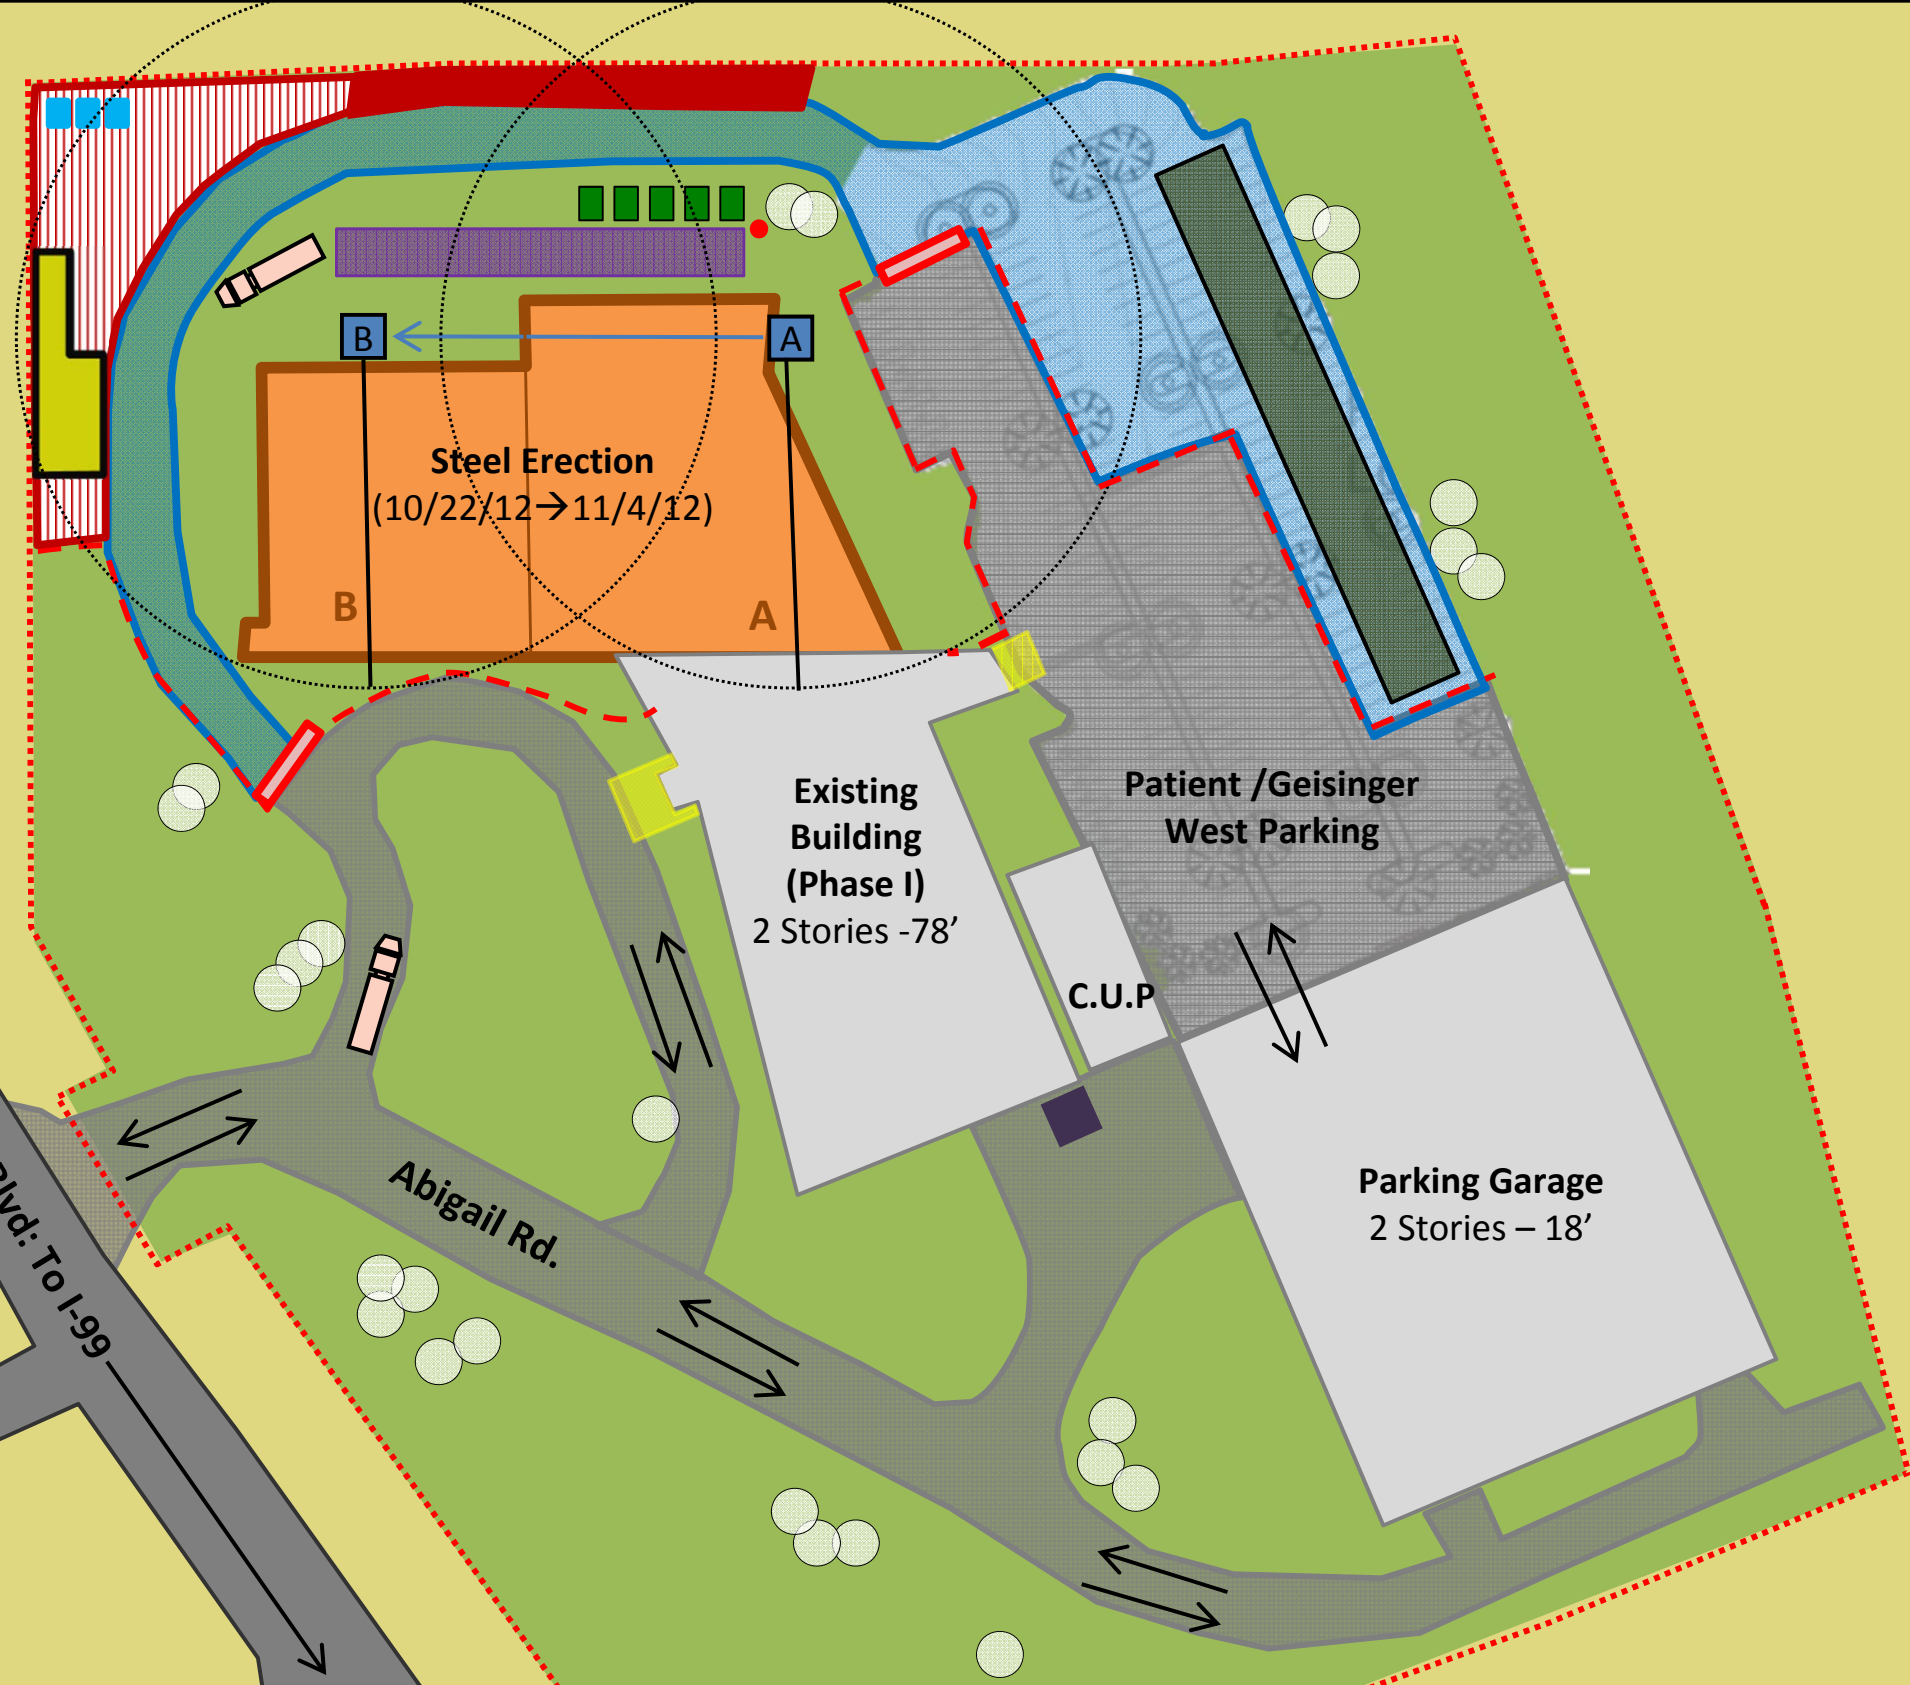 B
A
Steel Erection
(10/22/12→11/4/12)
B
A
Existing
Building
(Phase I)
2 Stories -78’
Patient /Geisinger
West Parking
C.U.P
Abigail Rd.
Parking Garage
2 Stories – 18’
Blvd: To I-99